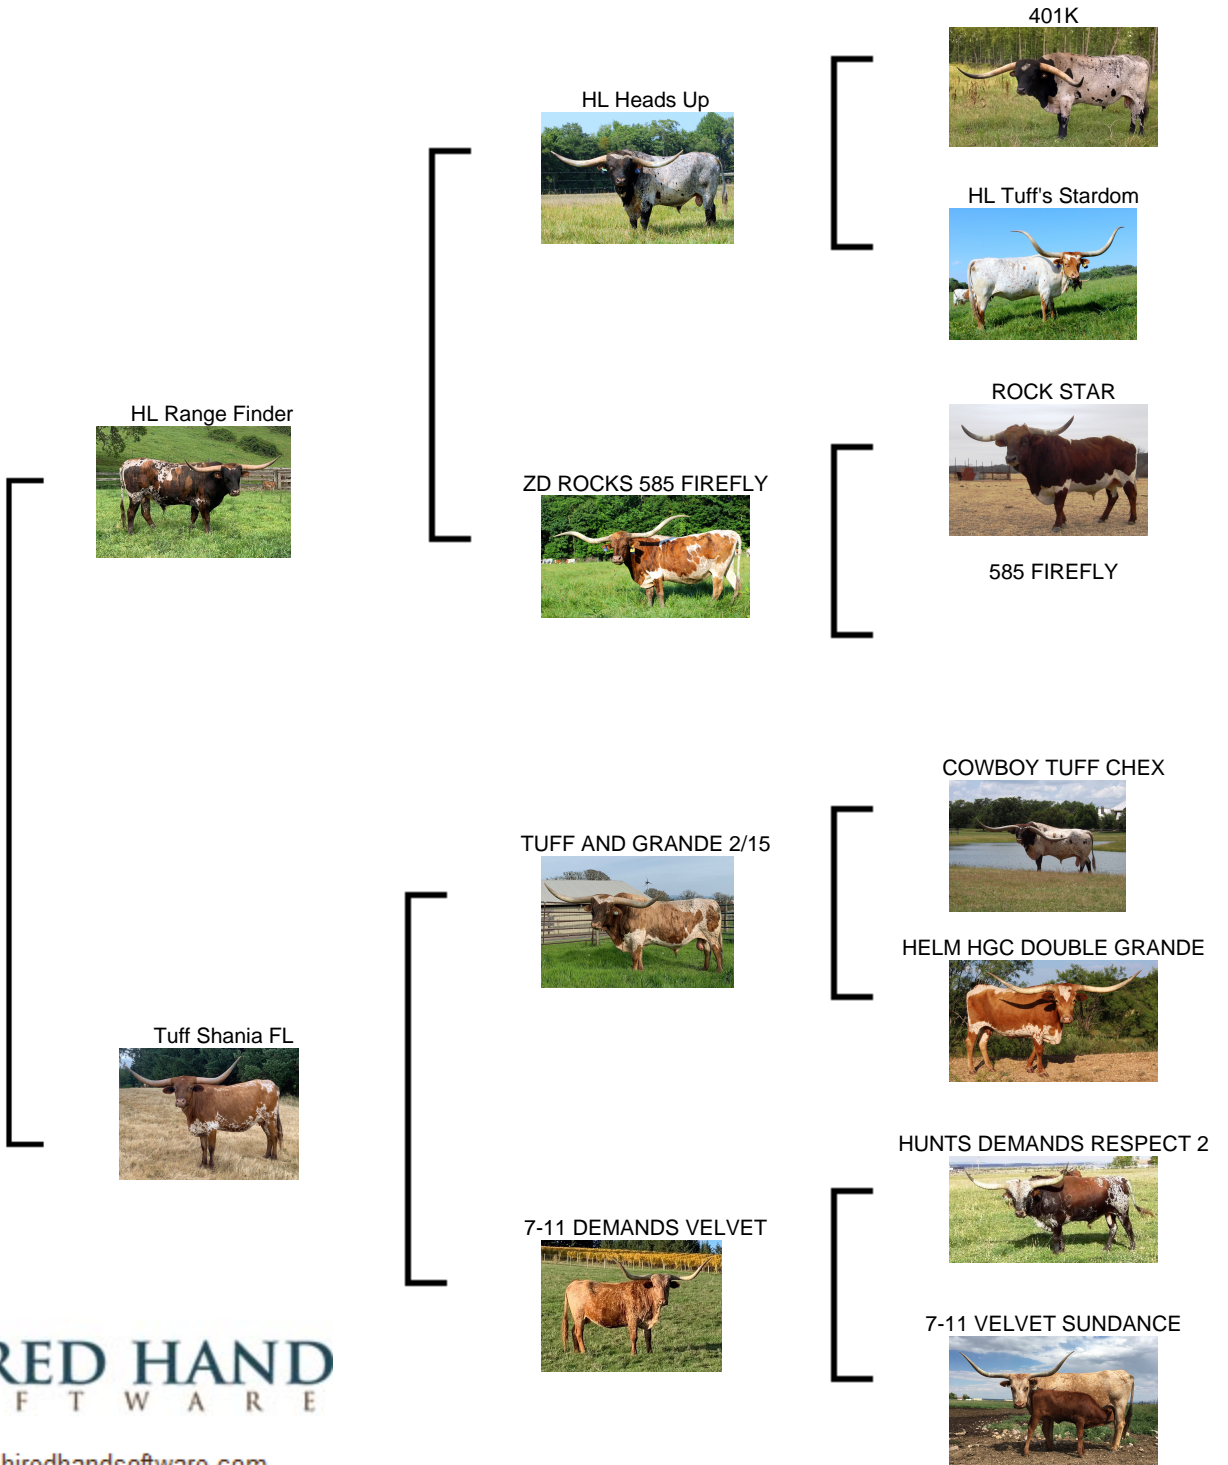 401K
HL Heads Up
HL Tuff's Stardom
ROCK STAR
HL Range Finder
ZD ROCKS 585 FIREFLY
585 FIREFLY
COWBOY TUFF CHEX
TUFF AND GRANDE 2/15
HELM HGC DOUBLE GRANDE
Tuff Shania FL
HUNTS DEMANDS RESPECT 2
7-11 DEMANDS VELVET
7-11 VELVET SUNDANCE
RED HAND
F T W A R E
hiredhandsoftware.com